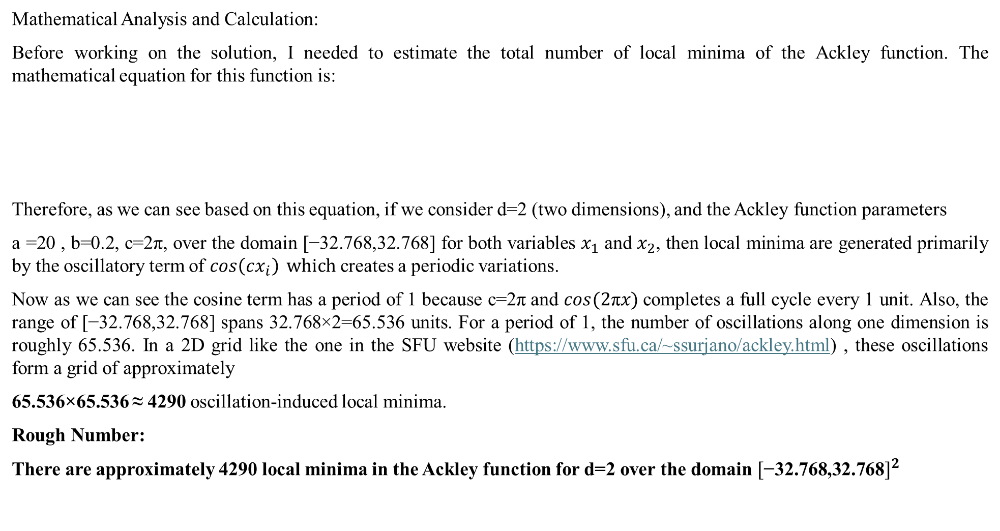 Mathematical Analysis and Calculation:
Before working on the solution, I needed to estimate the total number of local minima of the Ackley function. The
mathematical equation for this function is:
Therefore, as we can see based on this equation, if we consider d=2 (two dimensions), and the Ackley function parameters
a =20 , b=0.2, c=2π, over the domain [−32.768,32.768] for both variables 𝑥₁ and 𝑥₂, then local minima are generated primarily
by the oscillatory term of 𝑐𝑜𝑠(𝑐𝑥ᵢ) which creates a periodic variations.
Now as we can see the cosine term has a period of 1 because c=2π and 𝑐𝑜𝑠(2π𝑥) completes a full cycle every 1 unit. Also, the
range of [−32.768,32.768] spans 32.768×2=65.536 units. For a period of 1, the number of oscillations along one dimension is
roughly 65.536. In a 2D grid like the one in the SFU website (https://www.sfu.ca/~ssurjano/ackley.html) , these oscillations
form a grid of approximately
65.536×65.536 ≈ 4290 oscillation-induced local minima.
Rough Number:
There are approximately 4290 local minima in the Ackley function for d=2 over the domain [−32.768,32.768]²